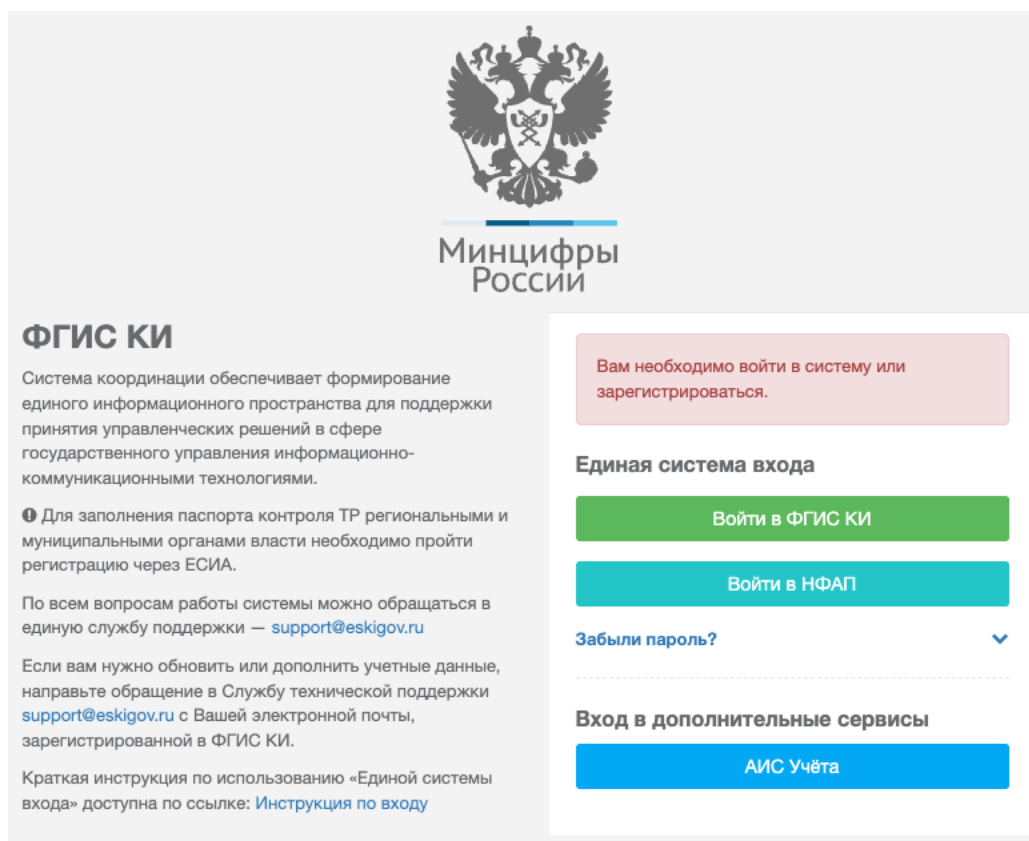 Минцифры
России
ФГИС КИ
Система координации обеспечивает формирование
единого информационного пространства для поддержки
принятия управленческих решений в сфере
государственного управления информационно-
коммуникационными технологиями.
Для заполнения паспорта контроля ТР региональными и
муниципальными органами власти необходимо пройти
регистрацию через ЕСИА.
По всем вопросам работы системы можно обращаться в
единую службу поддержки — support@eskigov.ru
Если вам нужно обновить или дополнить учетные данные,
направьте обращение в Службу технической поддержки
support@eskigov.ru с Вашей электронной почты,
зарегистрированной в ФГИС КИ.
Краткая инструкция по использованию «Единой системы
входа» доступна по ссылке: Инструкция по входу
Вам необходимо войти в систему или
зарегистрироваться.
Единая система входа
Войти в ФГИС КИ
Войти в НФАП
Забыли пароль?
Вход в дополнительные сервисы
АИС Учёта